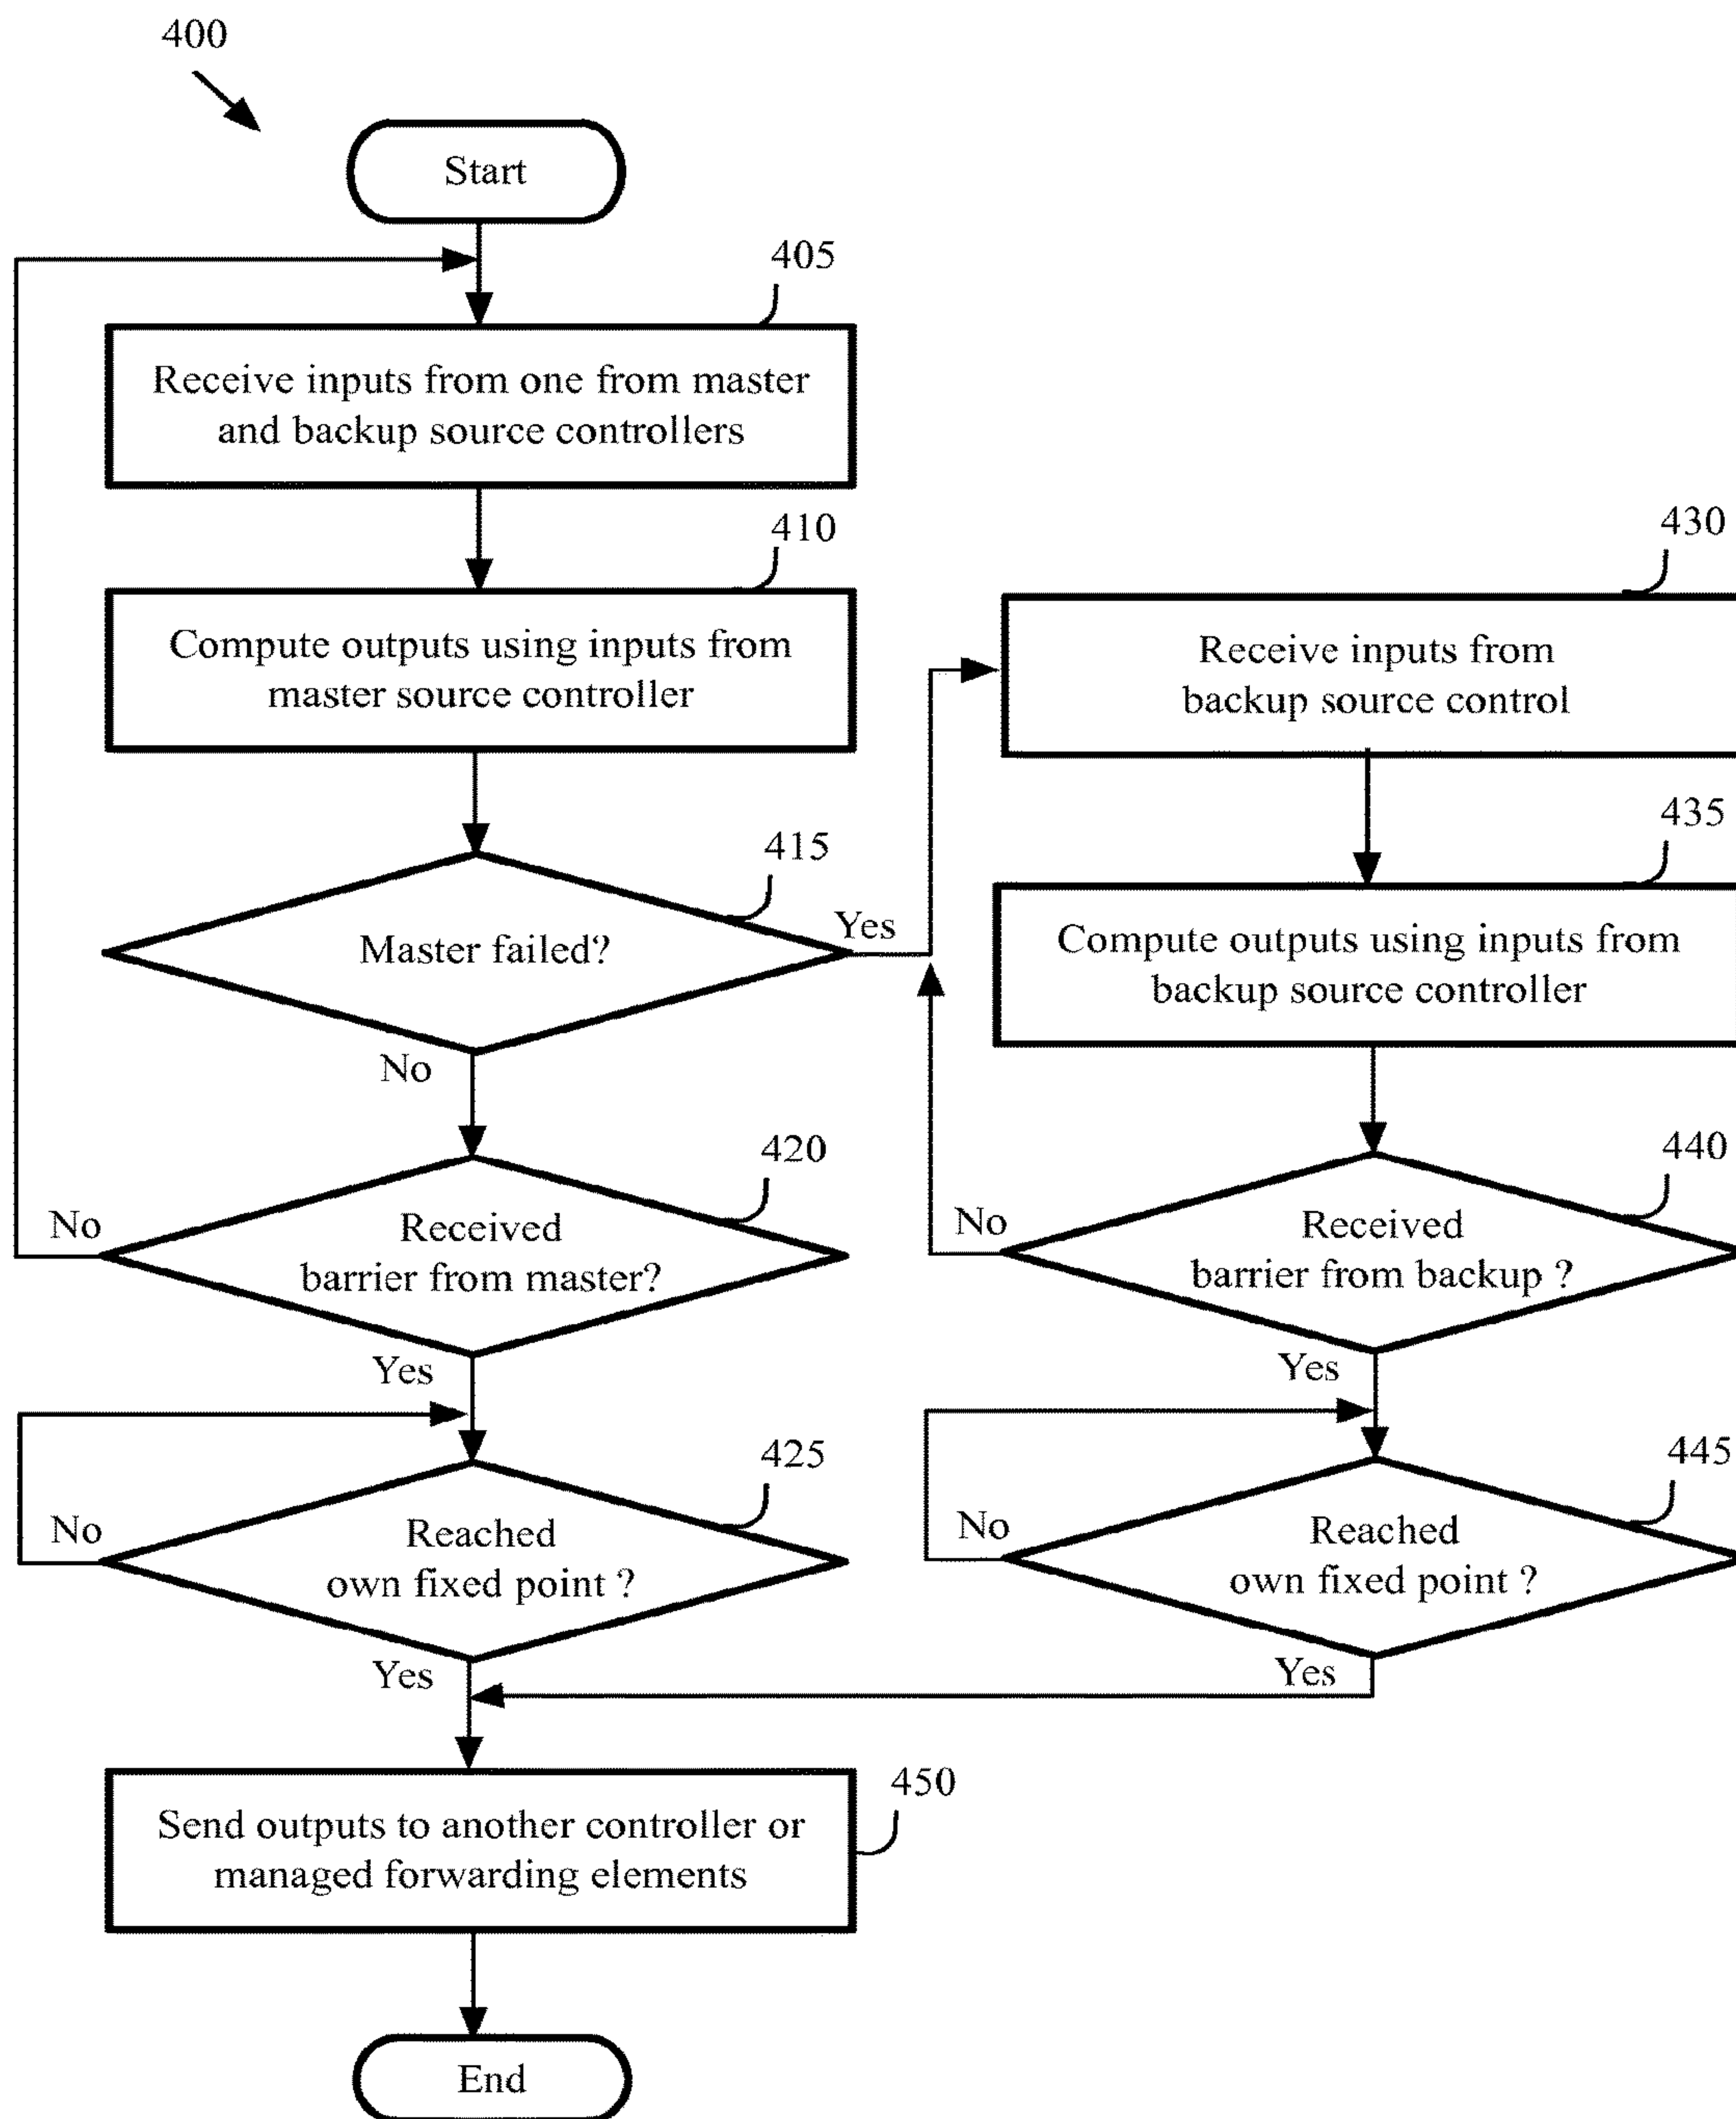 400
Start
405
Receive inputs from one from master
and backup source controllers
410
Compute outputs using inputs from
master source controller
415
Master failed?
Yes
No
420
Received
barrier from master?
No
Yes
425
Reached
own fixed point ?
No
Yes
430
Receive inputs from
backup source control
435
Compute outputs using inputs from
backup source controller
440
Received
barrier from backup ?
No
Yes
445
Reached
own fixed point ?
No
Yes
450
Send outputs to another controller or
managed forwarding elements
End